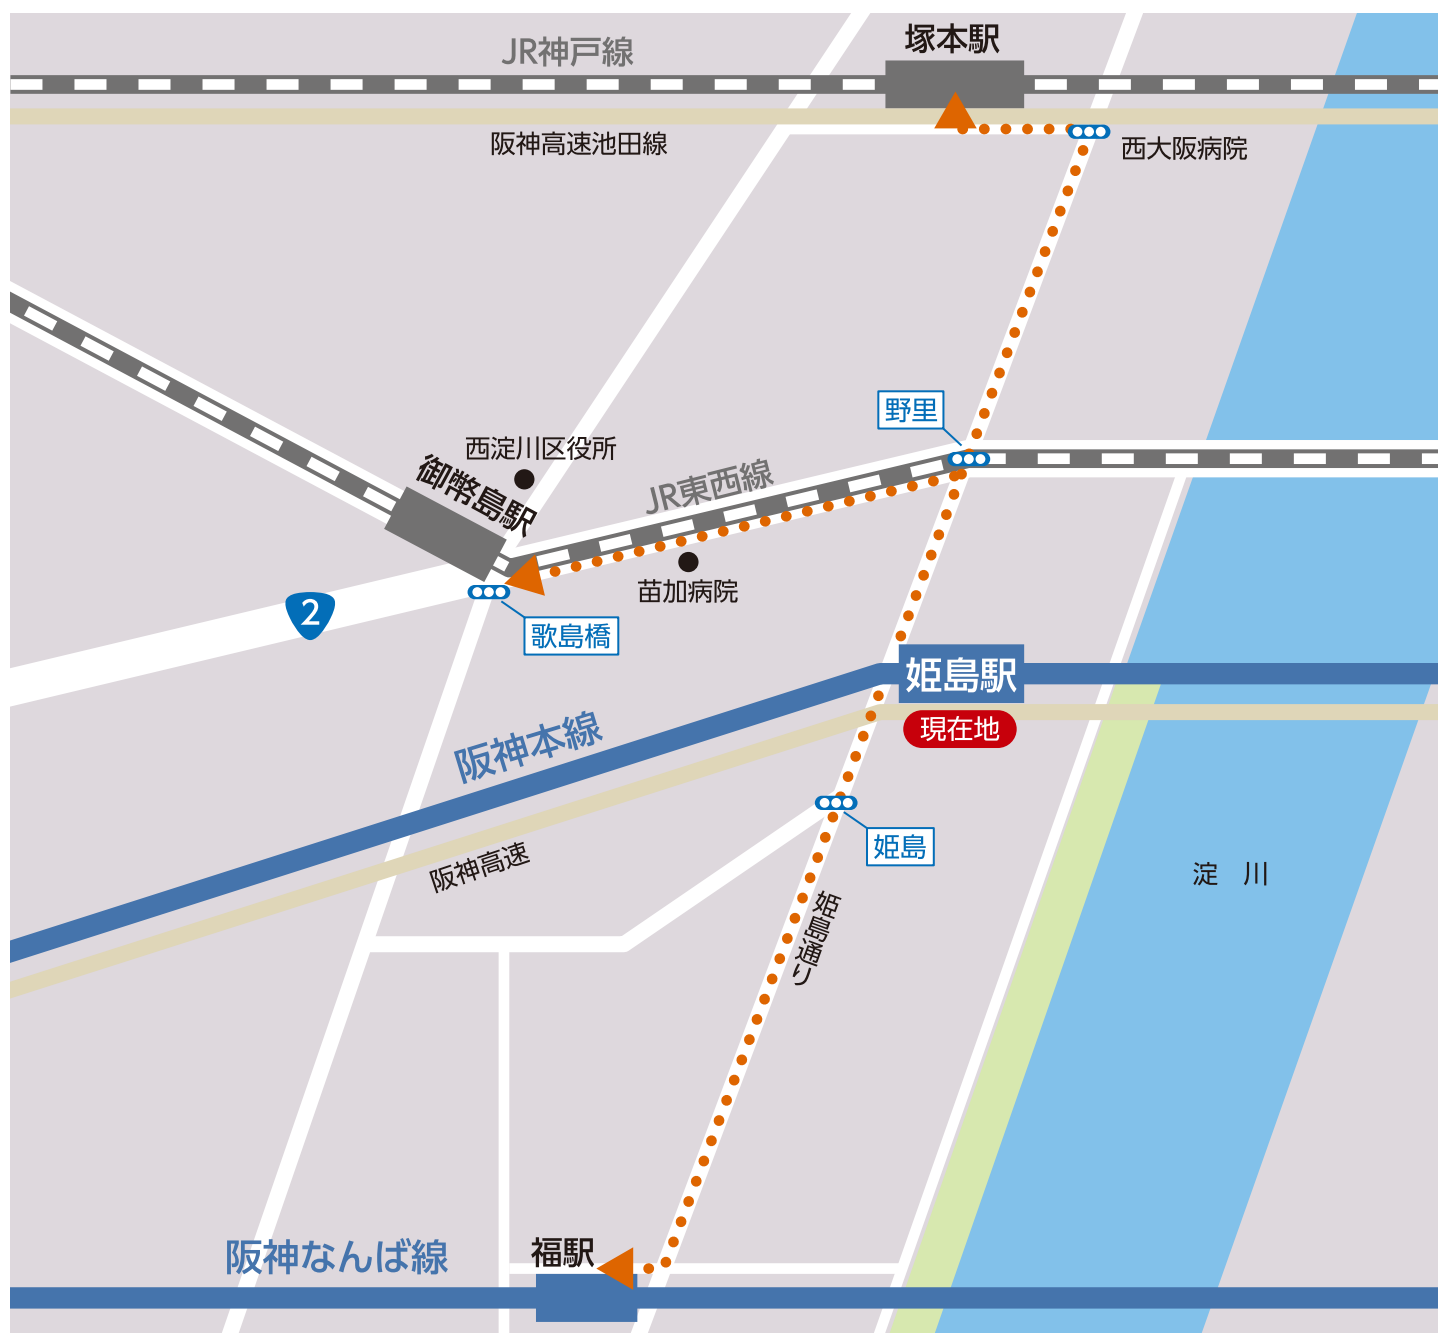 塚本駅
JR神戸線
阪神高速池田線
西大阪病院
野里
西淀川区役所
御幣島駅
JR東西線
苗加病院
2
歌島橋
姫島駅
現在地
阪神本線
阪神高速
姫島
淀 川
姫島通り
福駅
阪神なんば線